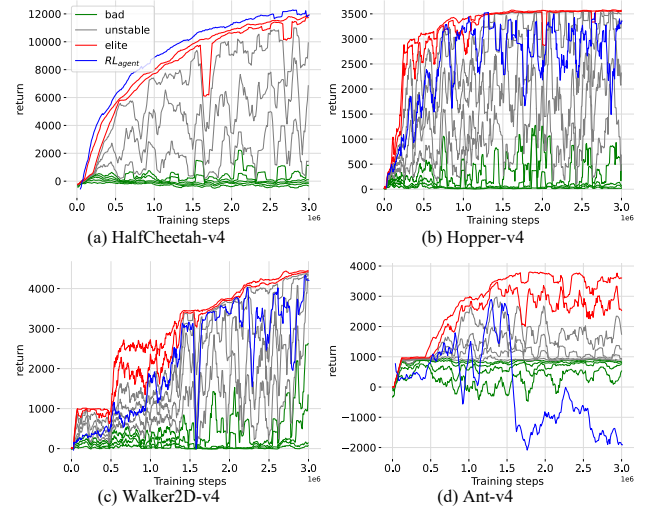 bad
unstable
elite
RLagent
return
12000
10000
8000
6000
4000
2000
0
0.0 0.5 1.0 1.5 2.0 2.5 3.0
Training steps
1e6
(a) HalfCheetah-v4
return
3500
3000
2500
2000
1500
1000
500
0
0.0 0.5 1.0 1.5 2.0 2.5 3.0
Training steps
1e6
(b) Hopper-v4
return
4000
3000
2000
1000
0
0.0 0.5 1.0 1.5 2.0 2.5 3.0
Training steps
1e6
(c) Walker2D-v4
return
4000
3000
2000
1000
0
−1000
−2000
0.0 0.5 1.0 1.5 2.0 2.5 3.0
Training steps
1e6
(d) Ant-v4